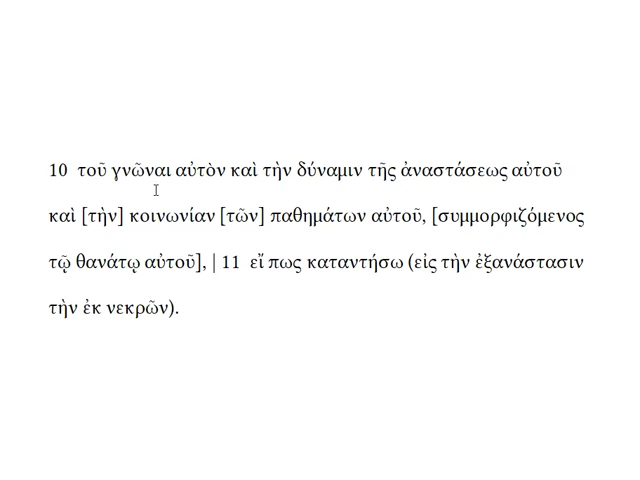 10 τοῦ γνῶναι αὐτὸν καὶ τὴν δύναμιν τῆς ἀναστάσεως αὐτοῦ
καὶ [τὴν] κοινωνίαν [τῶν] παθημάτων αὐτοῦ, [συμμορφιζόμενος
τῷ θανάτῳ αὐτοῦ], | 11 εἴ πως καταντήσω (εἰς τὴν ἐξανάστασιν
τὴν ἐκ νεκρῶν).